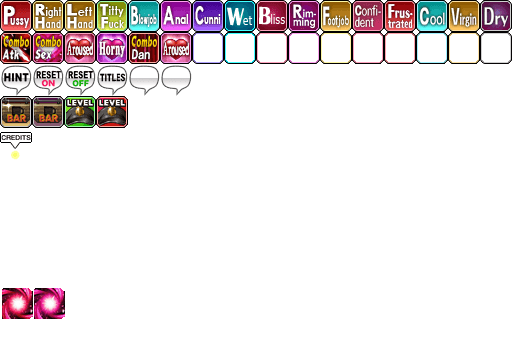 Pussy Right Hand Left Hand Titty Fuck Blowjob Anal Cunni Wet Bliss Rimming Footjob Confident Frustrated Cool Virgin Dry
Combo Atk Combo Sex Aroused Horny Combo Dan Aroused
HINT RESET ON RESET OFF TITLES
BAR BAR LEVEL LEVEL
CREDITS